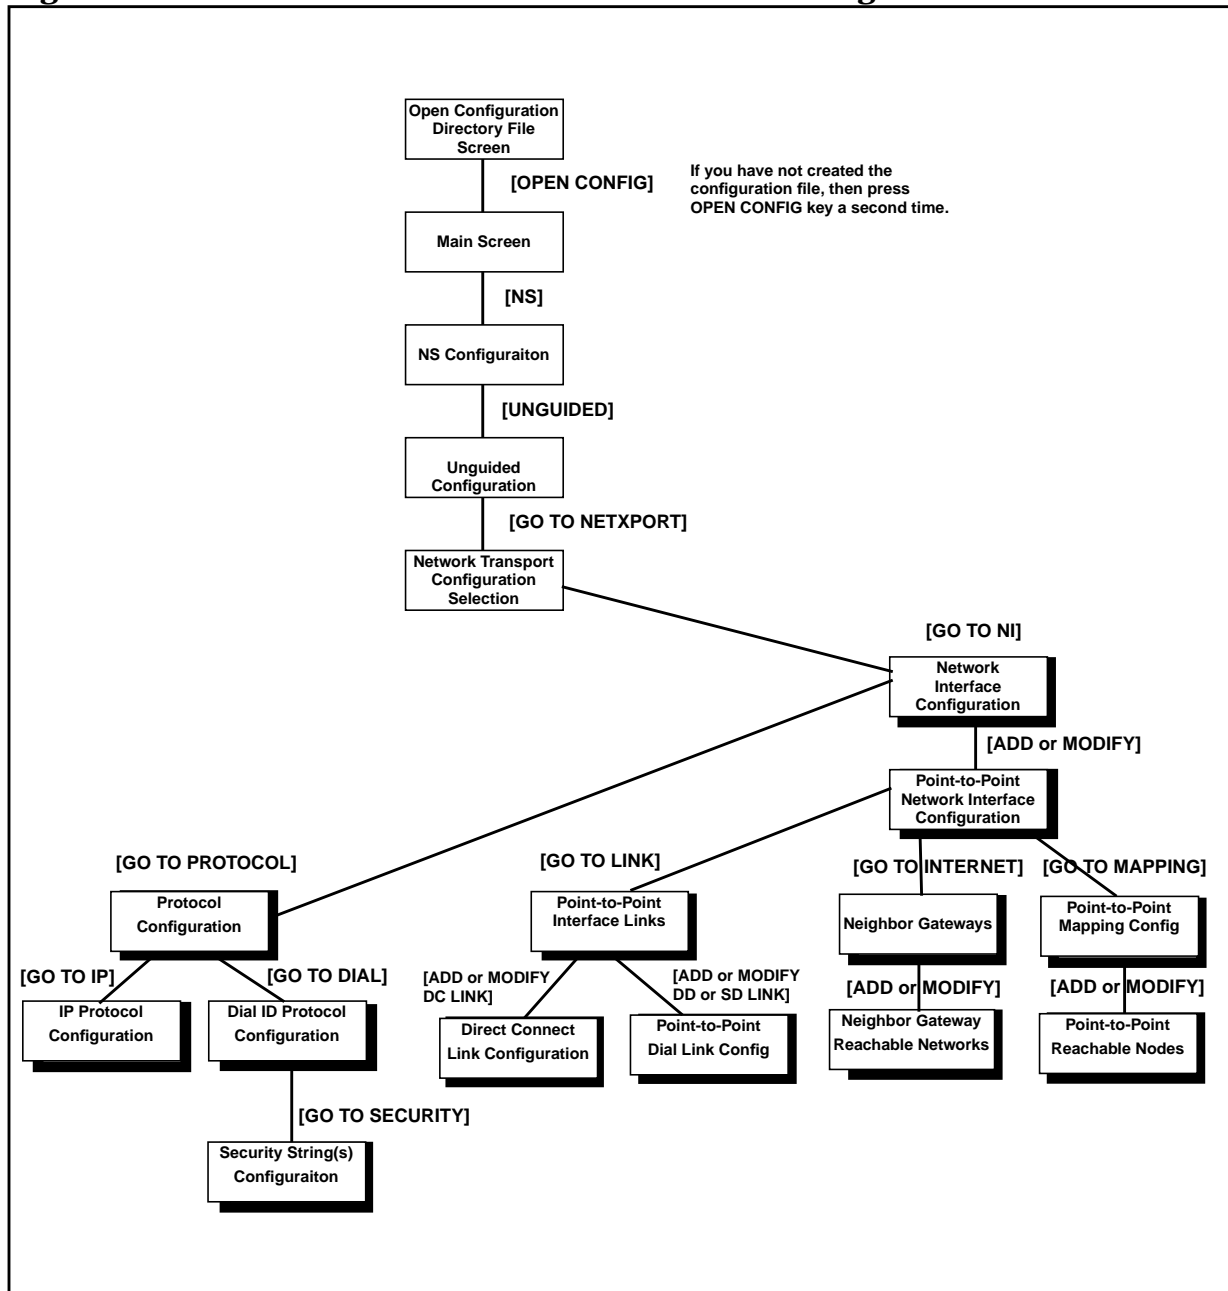 Open Configuration
Directory File
Screen
[OPEN CONFIG]
If you have not created the
configuration file, then press
OPEN CONFIG key a second time.
Main Screen
[NS]
NS Configuraiton
[UNGUIDED]
Unguided
Configuration
[GO TO NETXPORT]
Network Transport
Configuration
Selection
[GO TO NI]
Network
Interface
Configuration
[ADD or MODIFY]
Point-to-Point
Network Interface
Configuration
[GO TO PROTOCOL]
[GO TO LINK]
[GO TO INTERNET]
[GO TO MAPPING]
Protocol
Configuration
Point-to-Point
Interface Links
Neighbor Gateways
Point-to-Point
Mapping Config
[GO TO IP]
[GO TO DIAL]
[ADD or MODIFY
DC LINK]
[ADD or MODIFY
DD or SD LINK]
[ADD or MODIFY]
[ADD or MODIFY]
IP Protocol
Configuration
Dial ID Protocol
Configuration
Direct Connect
Link Configuration
Point-to-Point
Dial Link Config
Neighbor Gateway
Reachable Networks
Point-to-Point
Reachable Nodes
[GO TO SECURITY]
Security String(s)
Configuraiton